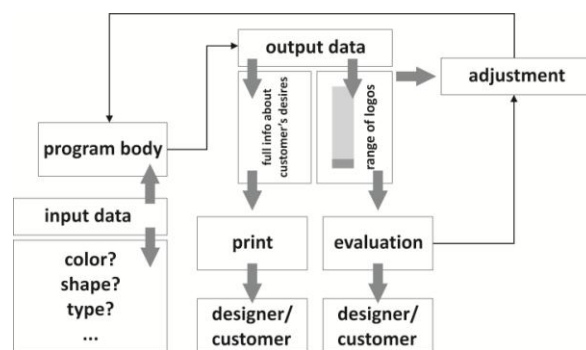 output data
adjustment
full info about
customer's desires
range of logos
program body
input data
color?
shape?
type?
...
print
evaluation
designer/
customer
designer/
customer